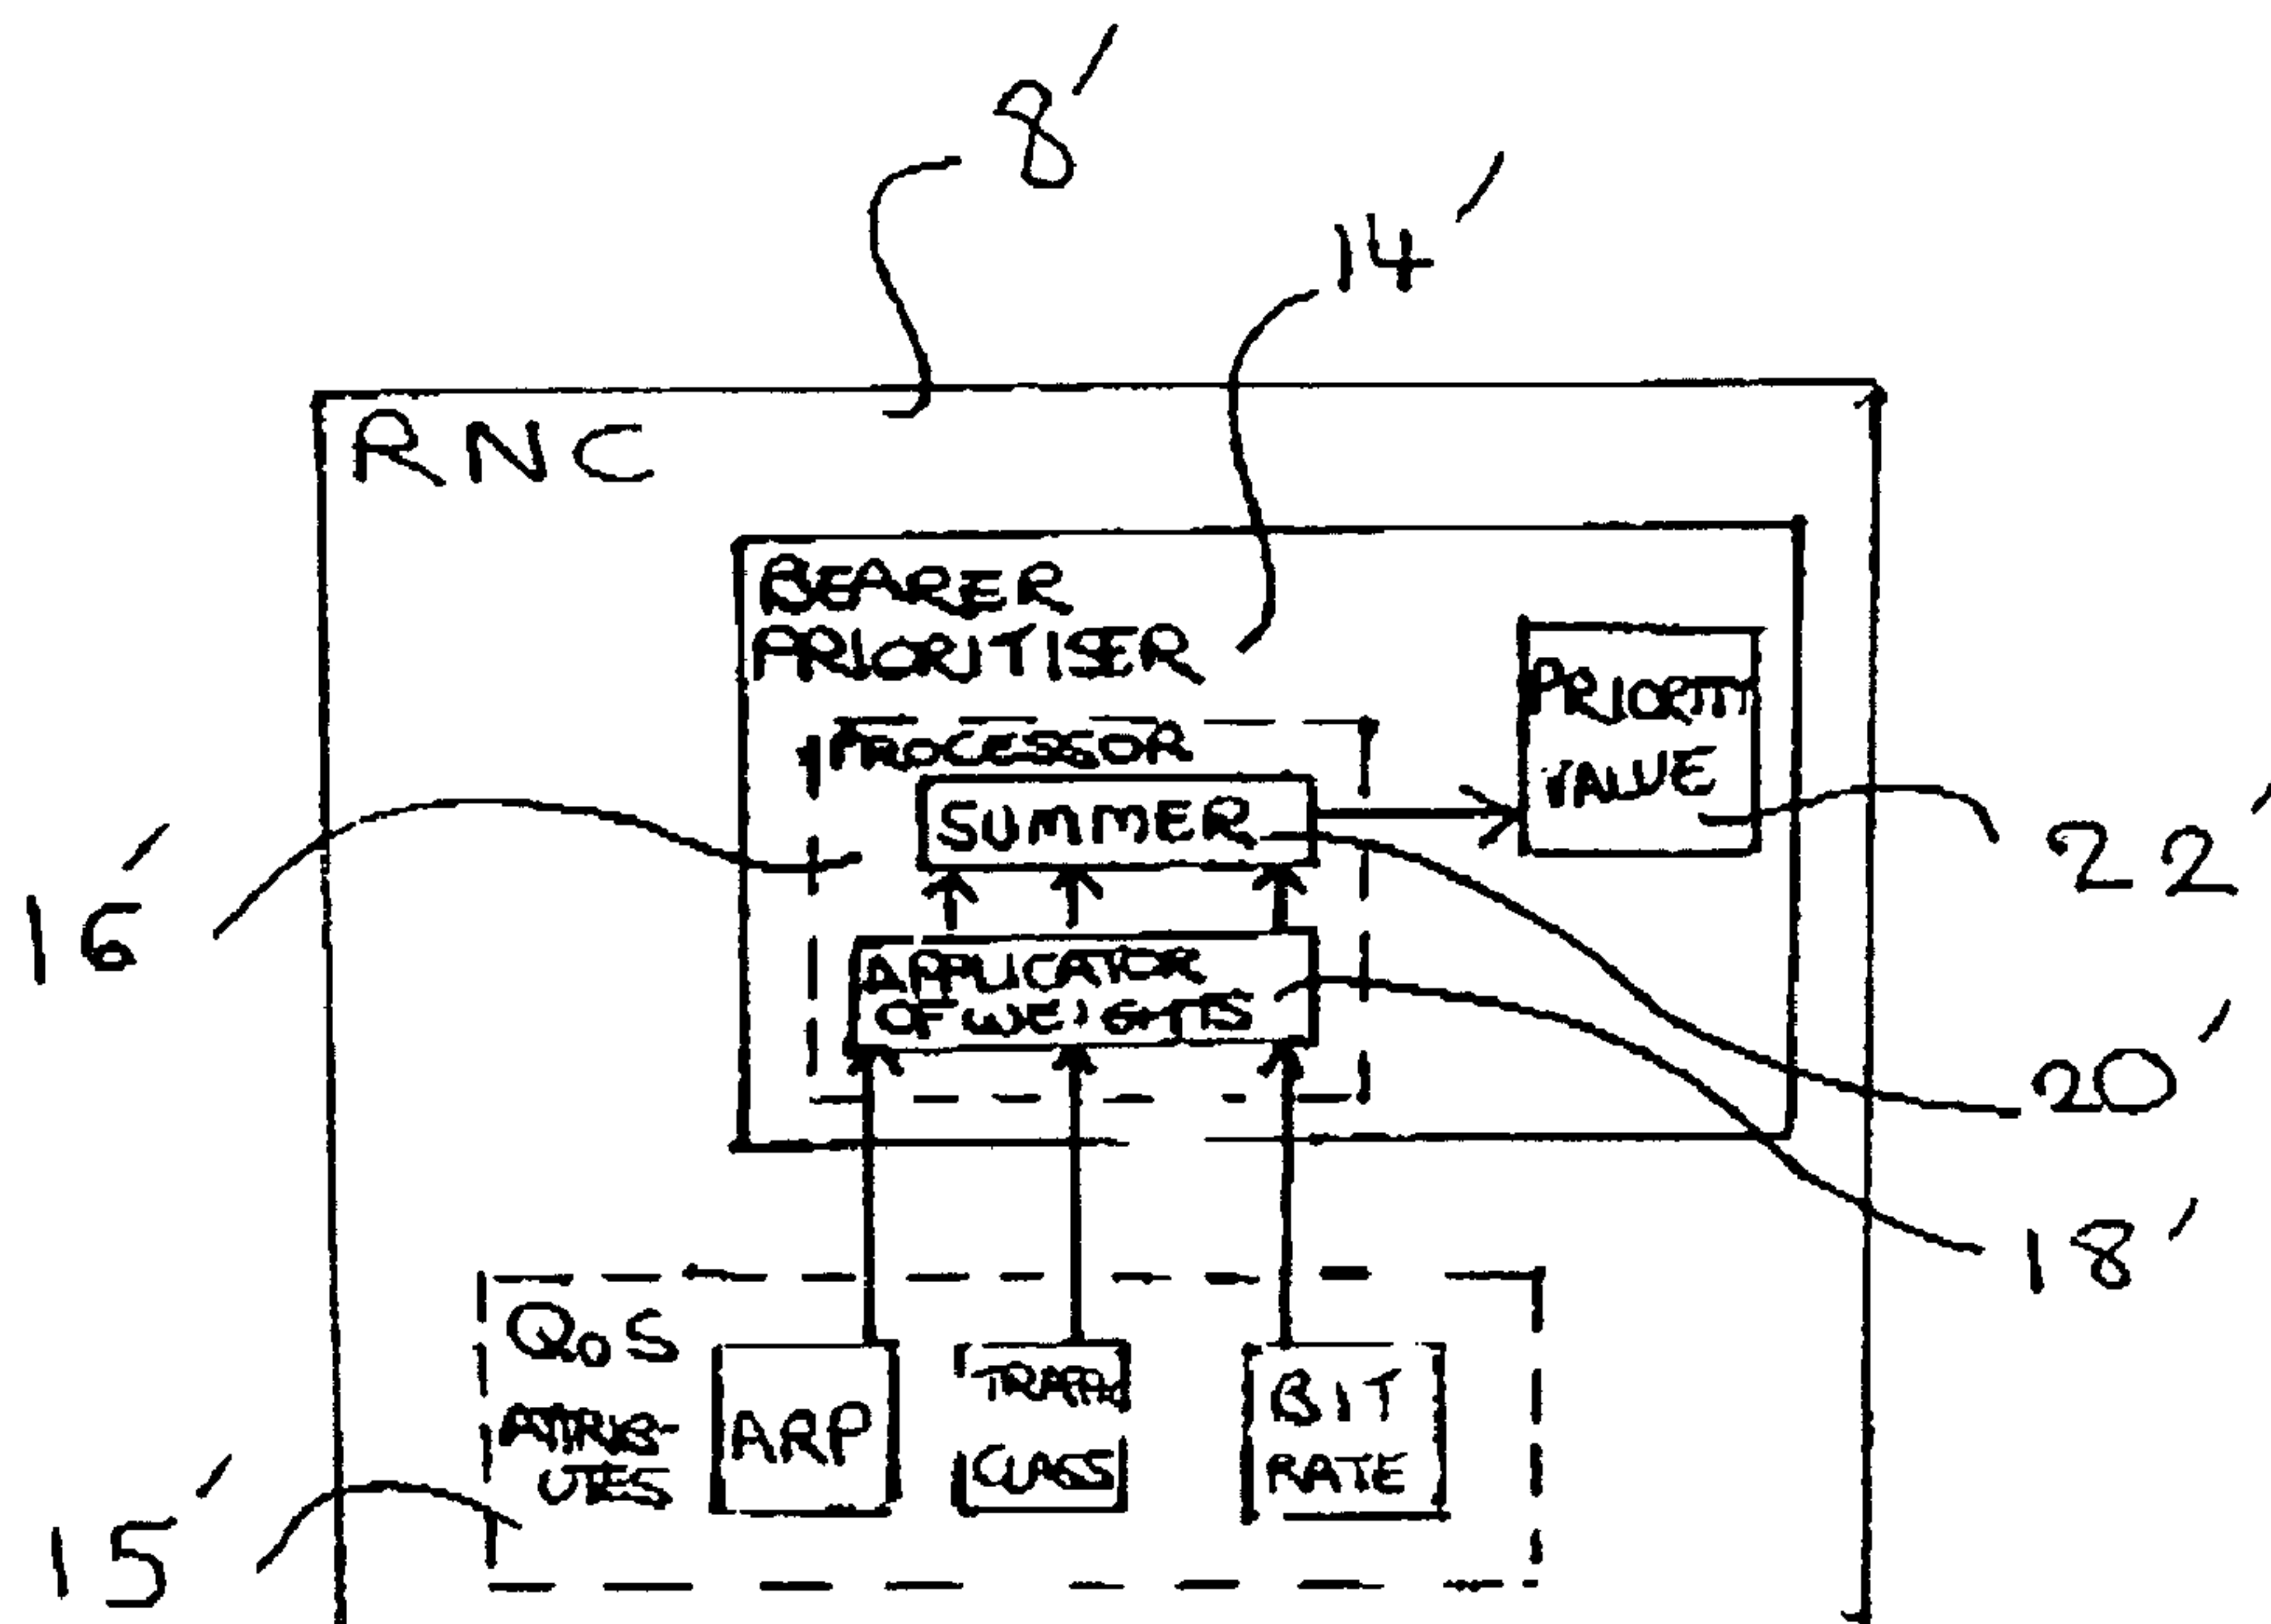 8'
14'
RNC
BEARER
PRIORITISER
PRIORITY
VALUE
PROCESSOR
SUMMER
22'
16'
APPLICATOR
OF WEIGHTS
20'
18'
QoS
ATTRIB-
UTES
ARP
TRAFFIC
CLASS
BIT
RATE
15'